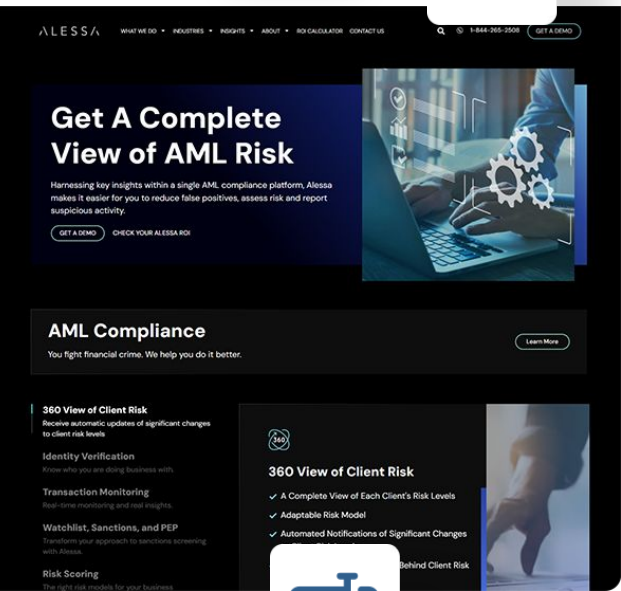 ALESSA WHAT WE DO INDUSTRIES INSIGHTS ABOUT ROI CALCULATOR CONTACT US 1-844-265-2508 GET A DEMO
Get A Complete
View of AML Risk
Harnessing key insights within a single AML compliance platform, Alessa
makes it easier for you to reduce false positives, assess risk and report
suspicious activity.
GET A DEMO CHECK YOUR ALESSA ROI
AML Compliance
You fight financial crime. We help you do it better.
Learn More
360 View of Client Risk
Receive automatic updates of significant changes
to client risk levels
Identity Verification
Know who you are doing business with.
Transaction Monitoring
Real-time monitoring and real insights.
Watchlist, Sanctions, and PEP
Transform your approach to sanctions screening
with Alessa.
Risk Scoring
The right risk models for your business
360
360 View of Client Risk
A Complete View of Each Client's Risk Levels
Adaptable Risk Model
Automated Notifications of Significant Changes
Behind Client Risk